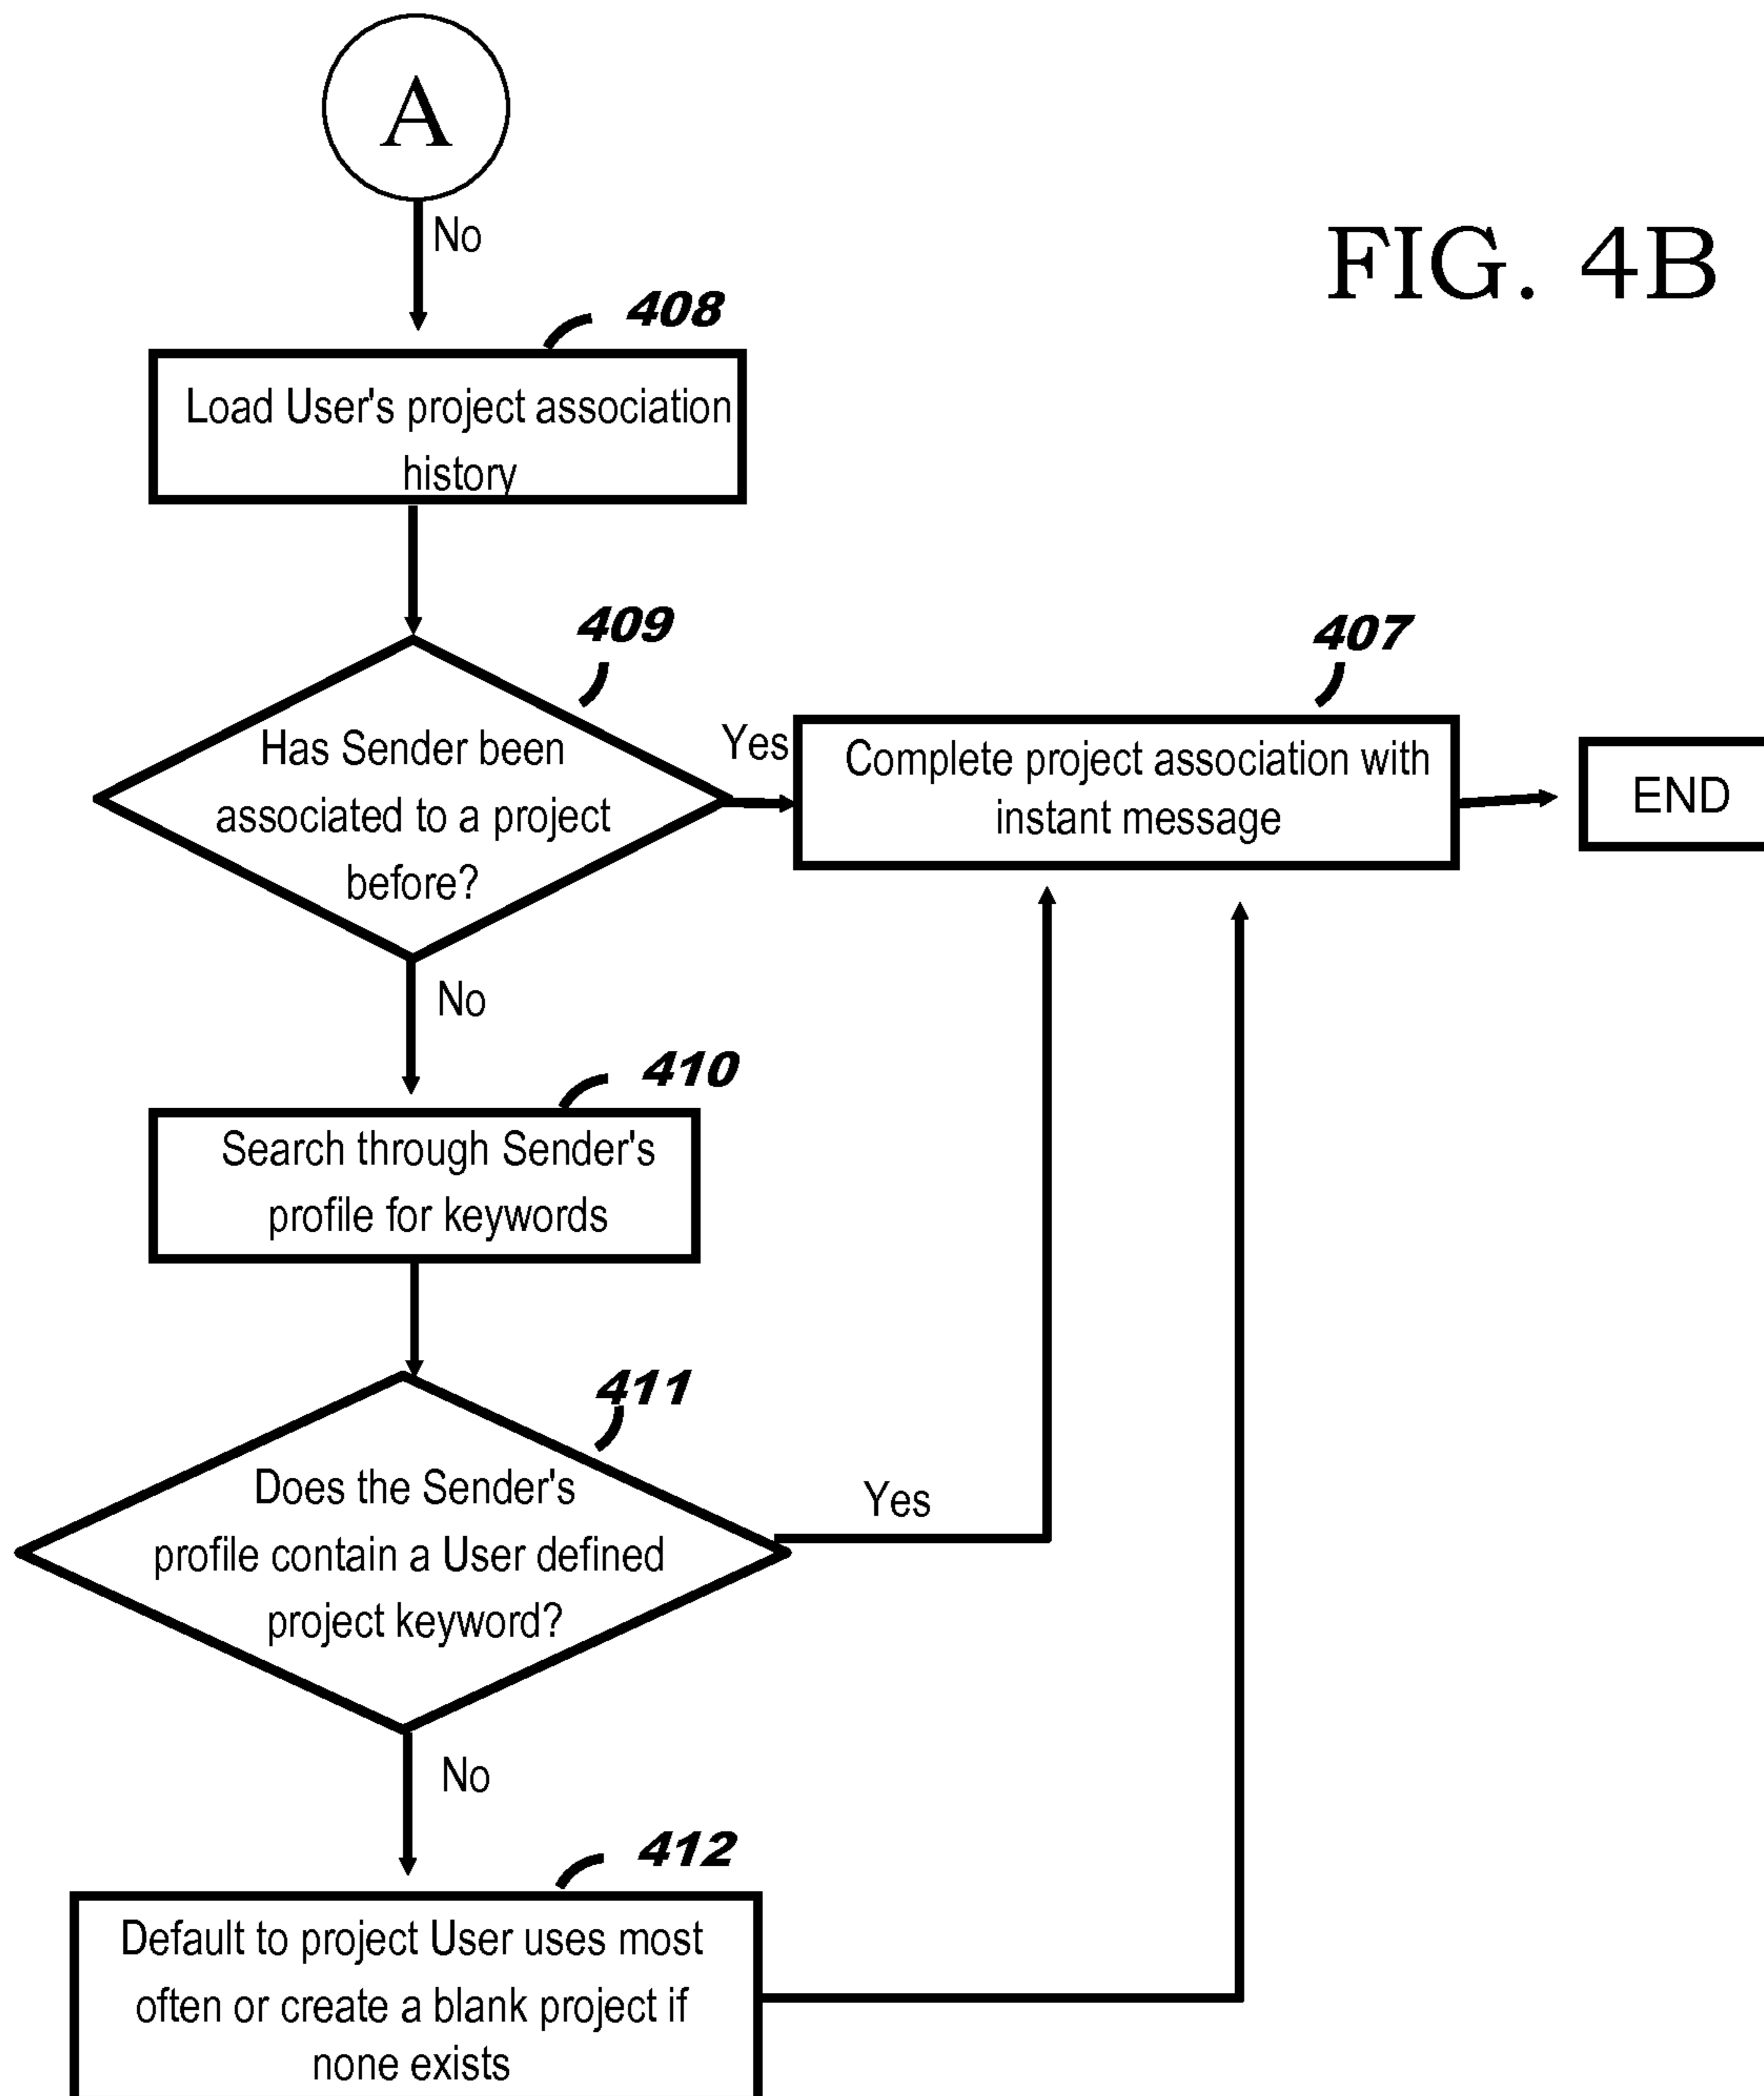 A
No
FIG. 4B
408
Load User's project association
history
409
407
Has Sender been
associated to a project
before?
Yes
Complete project association with
instant message
END
No
410
Search through Sender's
profile for keywords
411
Does the Sender's
profile contain a User defined
project keyword?
Yes
No
412
Default to project User uses most
often or create a blank project if
none exists